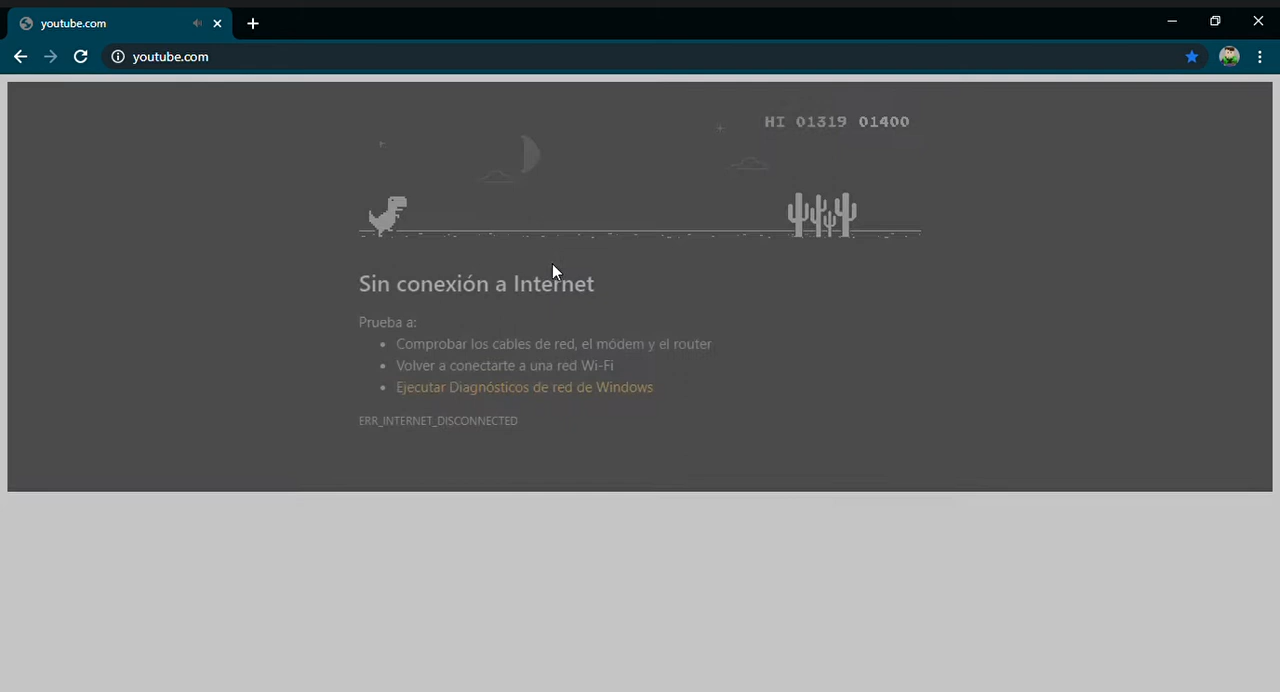 youtube.com
youtube.com
HI 01319 01400
Sin conexión a Internet
Prueba a:
Comprobar los cables de red, el módem y el router
Volver a conectarte a una red Wi-Fi
Ejecutar Diagnósticos de red de Windows
ERR_INTERNET_DISCONNECTED